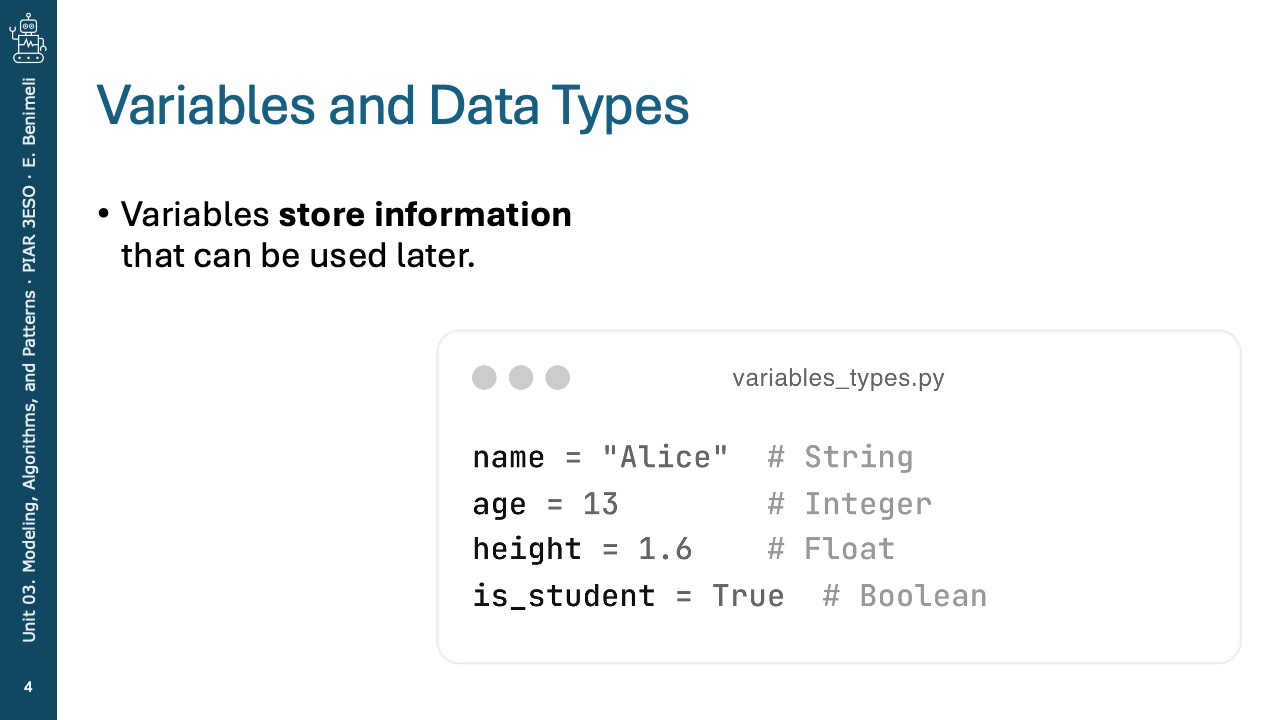 Variables and Data Types
• Variables store information
that can be used later.
variables_types.py
name = "Alice"  # String
age = 13        # Integer
height = 1.6    # Float
is_student = True  # Boolean
Unit 03. Modeling, Algorithms, and Patterns · PIAR 3ESO · E. Benimeli
4